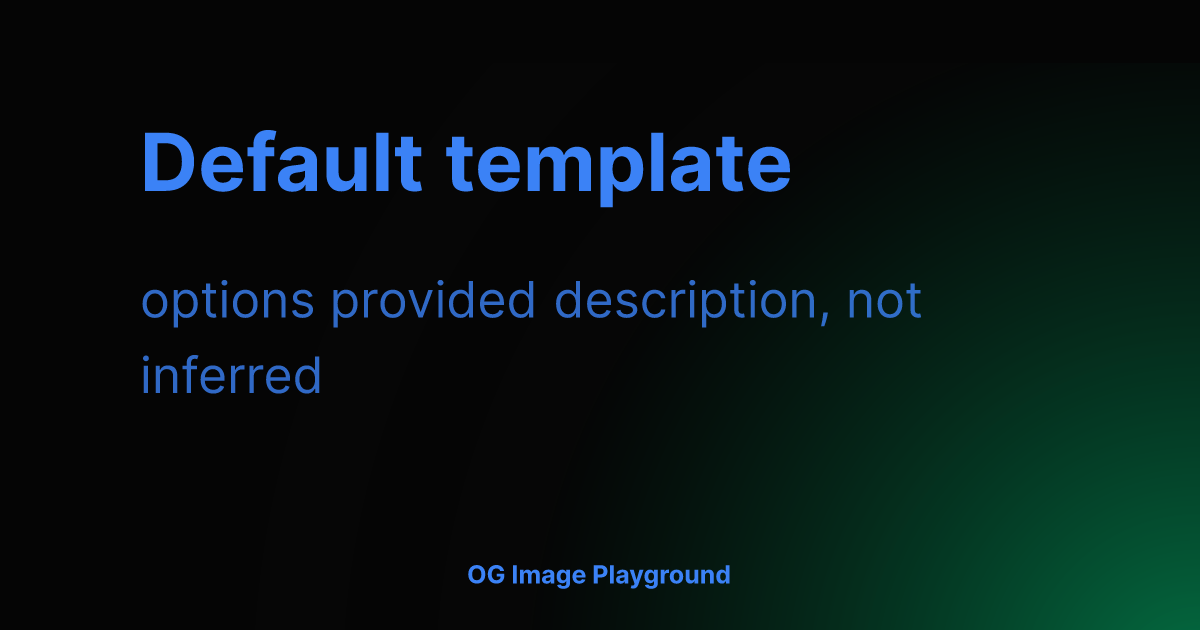 Default template
options provided description, not
inferred
OG Image Playground